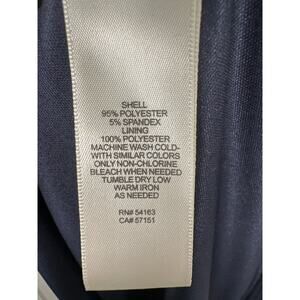 SHELL
95% POLYESTER
5% SPANDEX
LINING
100% POLYESTER
MACHINE WASH COLD-
WITH SIMILAR COLORS
ONLY NON-CHLORINE
BLEACH WHEN NEEDED
TUMBLE DRY LOW
WARM IRON
AS NEEDED
RN# 54163
CA# 57151